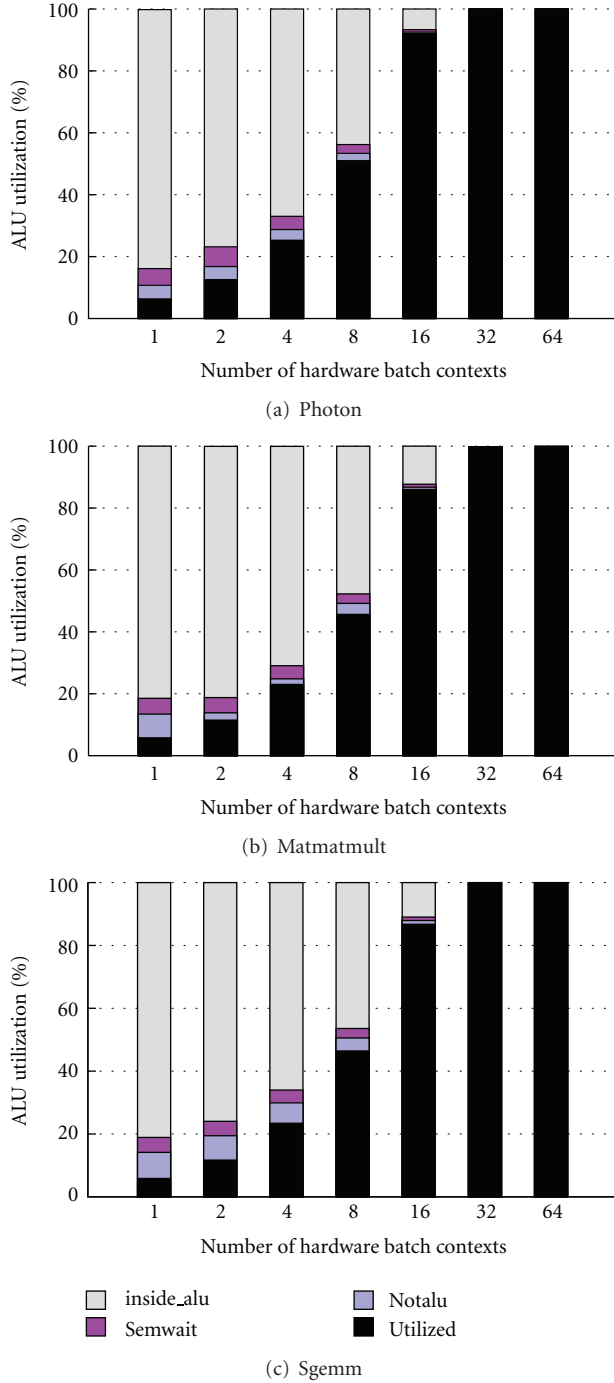 100
80
60
40
20
0
ALU utilization (%)
1 2 4 8 16 32 64
Number of hardware batch contexts
(a) Photon
100
80
60
40
20
0
ALU utilization (%)
1 2 4 8 16 32 64
Number of hardware batch contexts
(b) Matmatmult
100
80
60
40
20
0
ALU utilization (%)
1 2 4 8 16 32 64
Number of hardware batch contexts
inside_alu Notalu
Semwait Utilized
(c) Sgemm